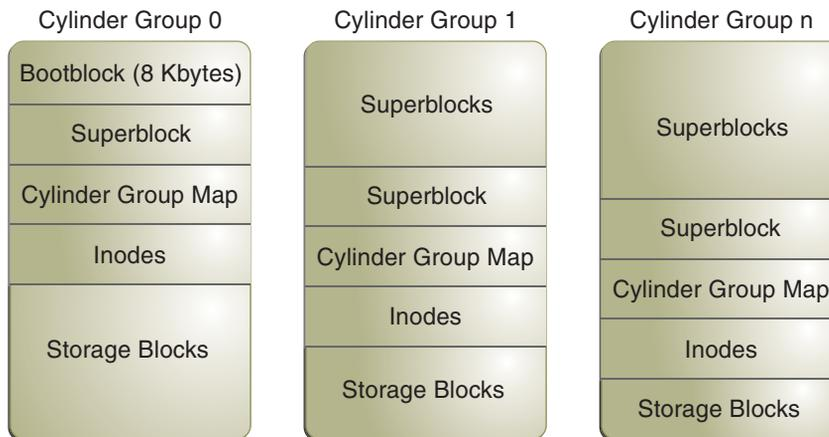 Cylinder Group 0
Bootblock (8 Kbytes)
Superblock
Cylinder Group Map
Inodes
Storage Blocks
Cylinder Group 1
Superblocks
Superblock
Cylinder Group Map
Inodes
Storage Blocks
Cylinder Group n
Superblocks
Superblock
Cylinder Group Map
Inodes
Storage Blocks